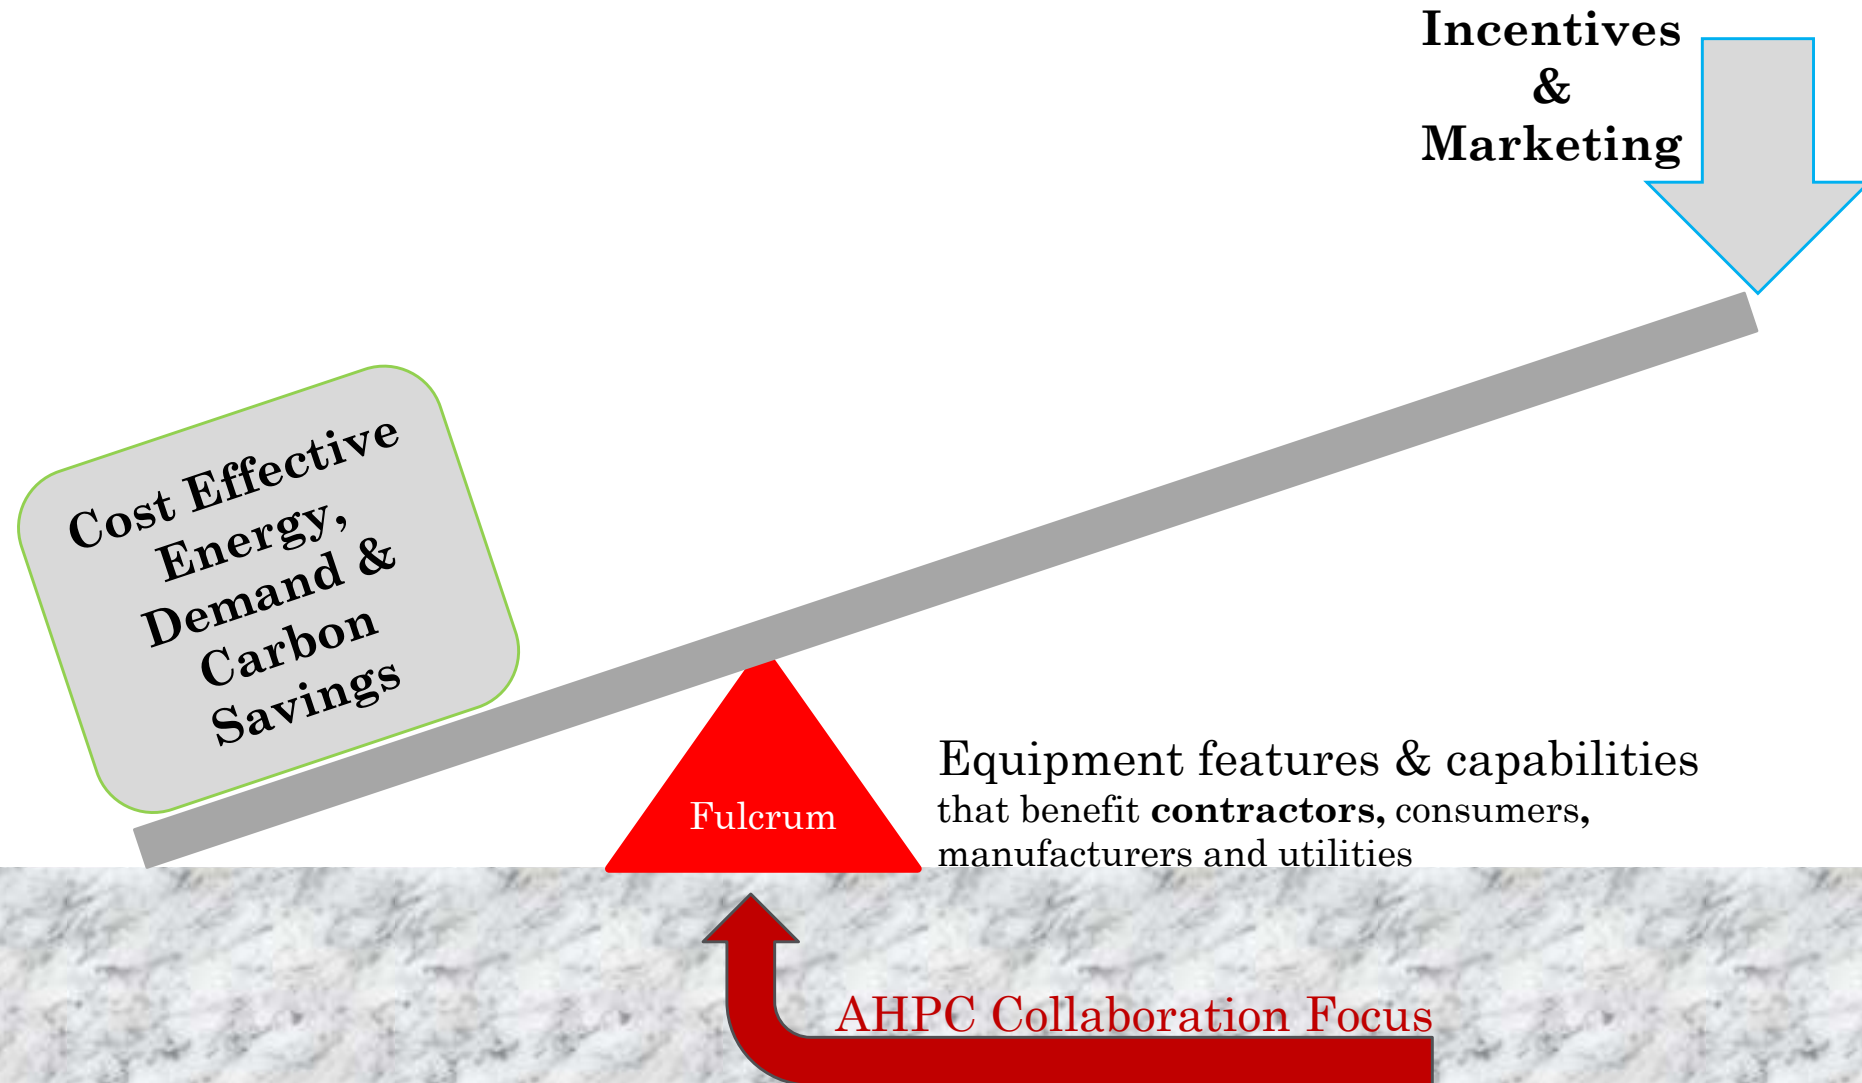 Incentives
&
Marketing
Cost Effective
Energy,
Demand &
Carbon
Savings
Fulcrum
Equipment features & capabilities
that benefit contractors, consumers,
manufacturers and utilities
AHPC Collaboration Focus